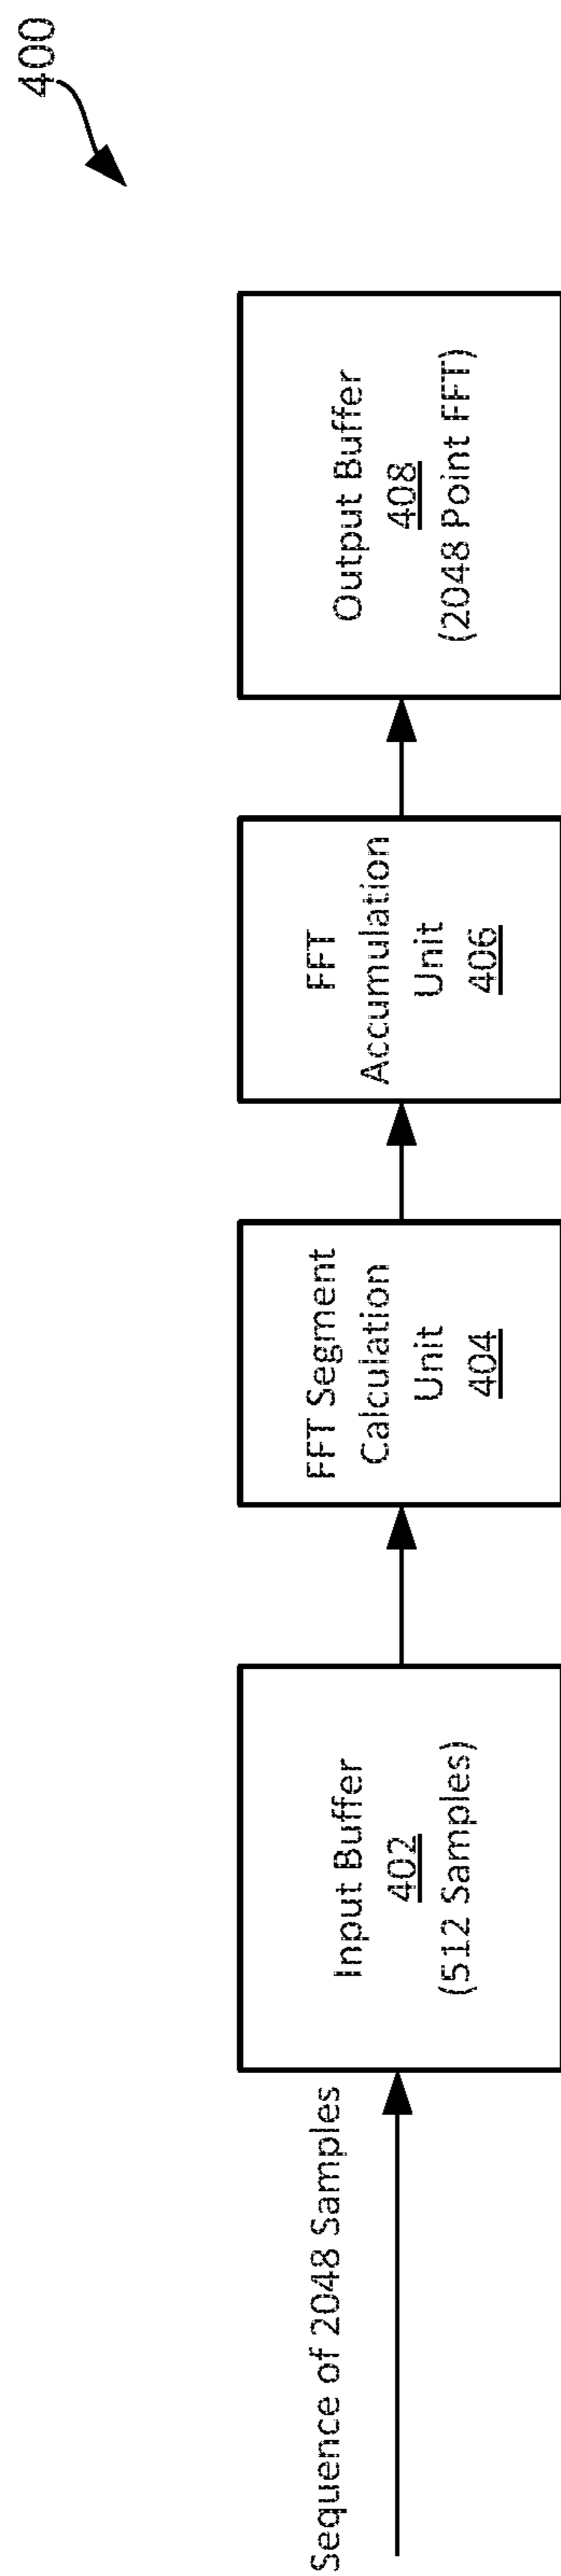 400
Sequence of 2048 Samples
Input Buffer
402
(512 Samples)
FFT Segment
Calculation
Unit
404
FFT
Accumulation
Unit
406
Output Buffer
408
(2048 Point FFT)